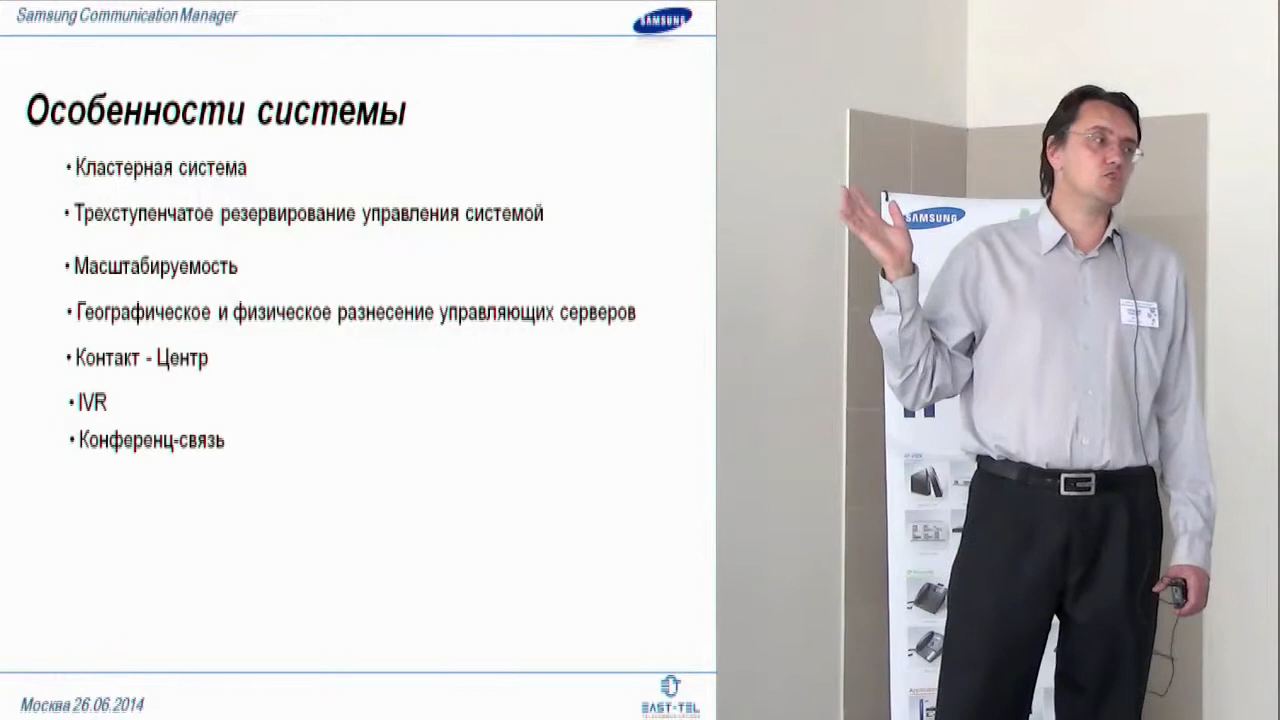 Samsung Communication Manager
SAMSUNG
Особенности системы
• Кластерная система
• Трехступенчатое резервирование управления системой
• Масштабируемость
• Географическое и физическое разнесение управляющих серверов
• Контакт - Центр
• IVR
• Конференц-связь
Москва 26.06.2014
EAST-TEL
TELECOMMUNICATIONS
SAMSUNG